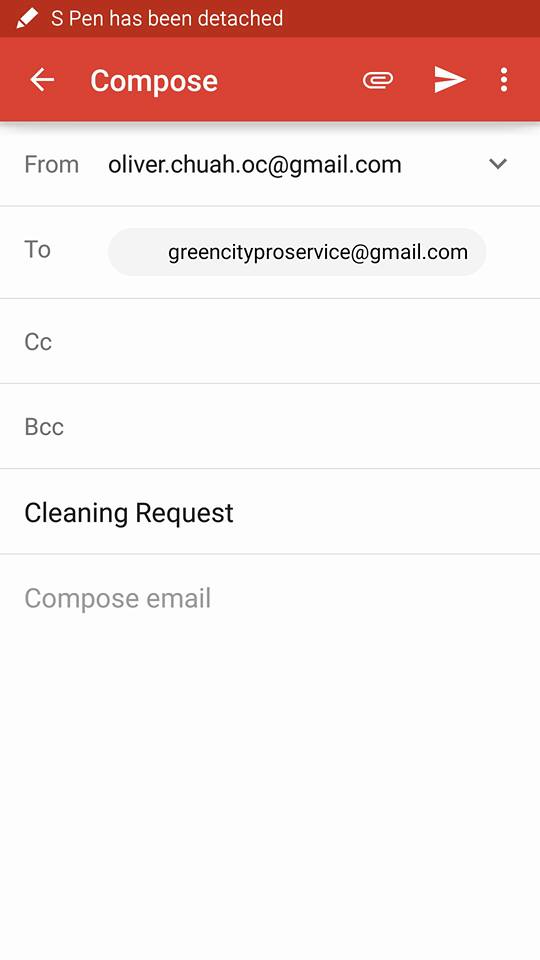 S Pen has been detached
Compose
From oliver.chuah.oc@gmail.com
To greencityproservice@gmail.com
Cc
Bcc
Cleaning Request
Compose email